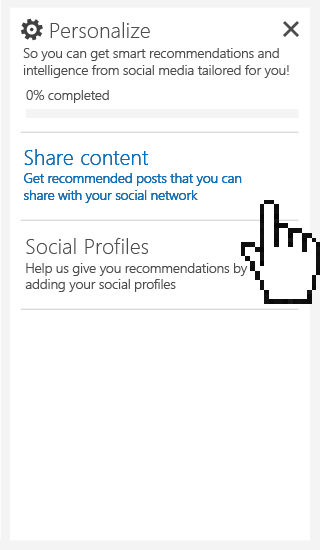 Personalize
So you can get smart recommendations and
intelligence from social media tailored for you!
0% completed
Share content
Get recommended posts that you can
share with your social network
Social Profiles
Help us give you recommendations by
adding your social profiles